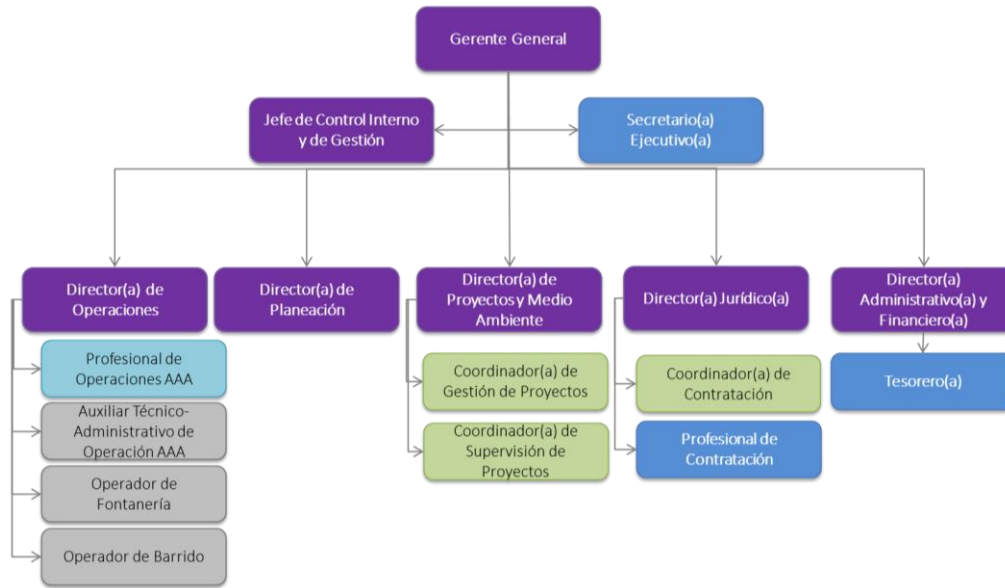 Gerente General
Jefe de Control Interno
y de Gestión
Secretario(a)
Ejecutivo(a)
Director(a) de
Operaciones
Director(a) de
Planeación
Director(a) de
Proyectos y Medio
Ambiente
Director(a) Jurídico(a)
Director(a)
Administrativo(a) y
Financiero(a)
Profesional de
Operaciones AAA
Auxiliar Técnico-
Administrativo de
Operación AAA
Operador de
Fontanería
Operador de Barrido
Coordinador(a) de
Gestión de Proyectos
Coordinador(a) de
Supervisión de
Proyectos
Coordinador(a) de
Contratación
Profesional de
Contratación
Tesorero(a)